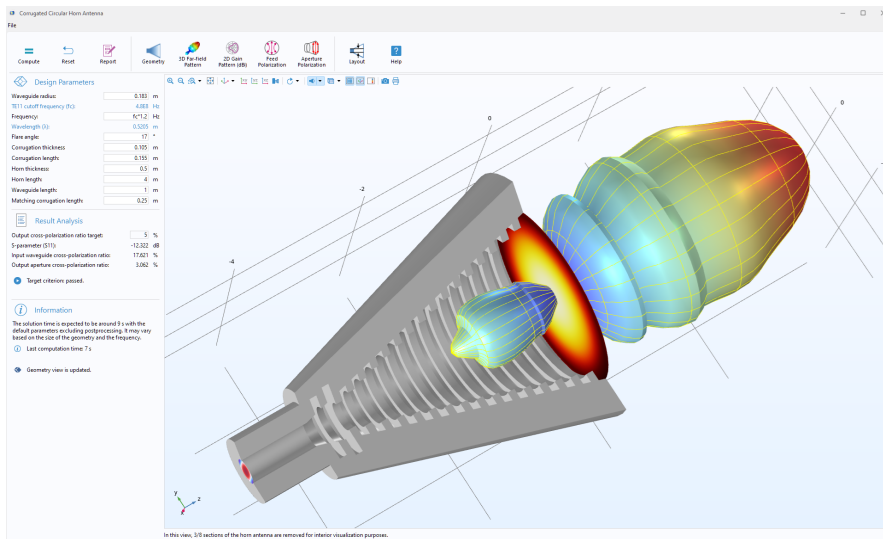 Corrugated Circular Horn Antenna
File
Compute
Reset
Report
Geometry
3D Far-Field Pattern
2D Gain Pattern (dB)
Feed Polarization
Aperture Polarization
Layout
Help
Design Parameters
Waveguide radius: 0.183 m
TE11 cutoff frequency (fc): 4.8E8 Hz
Frequency: fc*1.2 Hz
Wavelength (λ): 0.5205 m
Flare angle: 17 °
Corrugation thickness 0.105 m
Corrugation length: 0.155 m
Horn thickness: 0.5 m
Horn length: 4 m
Waveguide length: 1 m
Matching corrugation length: 0.25 m
Result Analysis
Output cross-polarization ratio target: 5 %
S-parameter (S11): -12.322 dB
Input waveguide cross-polarization ratio: 17.621 %
Output aperture cross-polarization ratio: 3.062 %
Target criterion passed.
Information
The solution time is expected to be around 9 s with the
default parameters excluding postprocessing. It may vary
based on the size of the geometry and the frequency.
Last computation time: 7 s
Geometry view is updated.
0
0
-2
-4
y
z
x
In this view, 3/8 sections of the horn antenna are removed for interior visualization purposes.